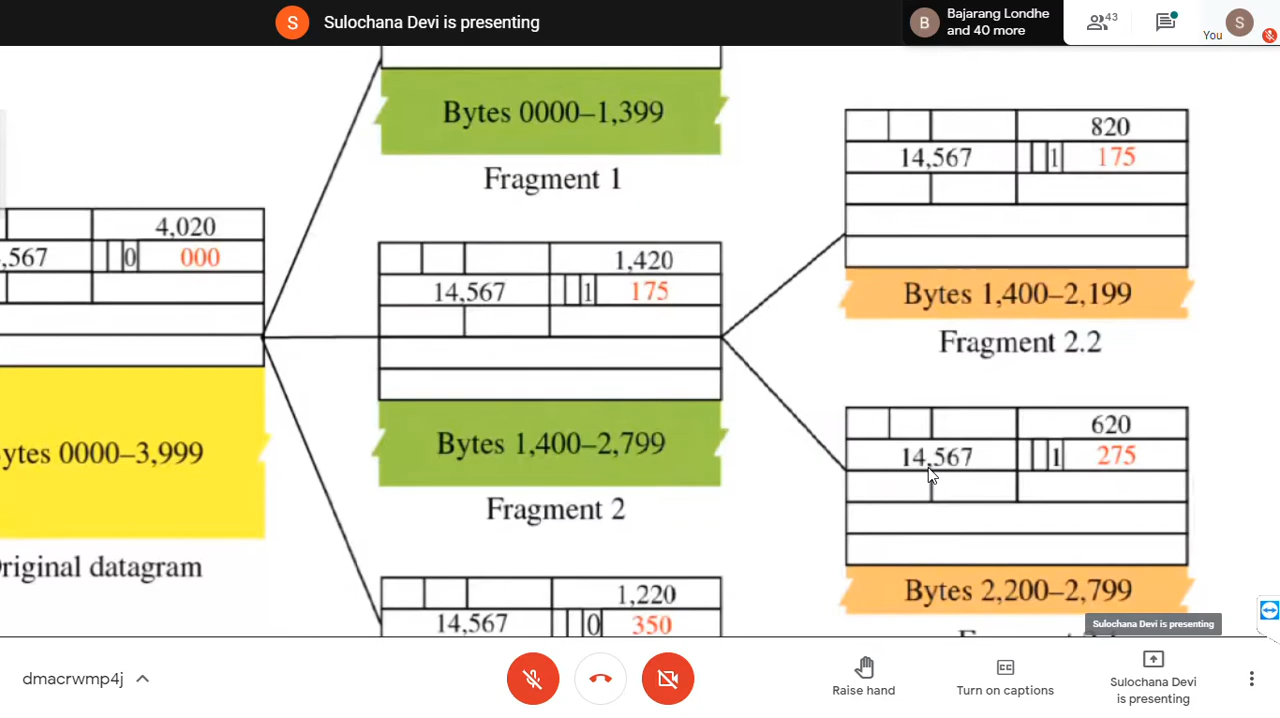 S
Sulochana Devi is presenting
B
Bajarang Londhe
and 40 more
43
You
S
Bytes 0000–1,399
Fragment 1
4,020
,567 0 000
ytes 0000–3,999
riginal datagram
1,420
14,567 1 175
Bytes 1,400–2,799
Fragment 2
1,220
14,567 0 350
820
14,567 1 175
Bytes 1,400–2,199
Fragment 2.2
620
14,567 1 275
Bytes 2,200–2,799
Sulochana Devi is presenting
dmacrwmp4j
Raise hand
Turn on captions
Sulochana Devi
is presenting